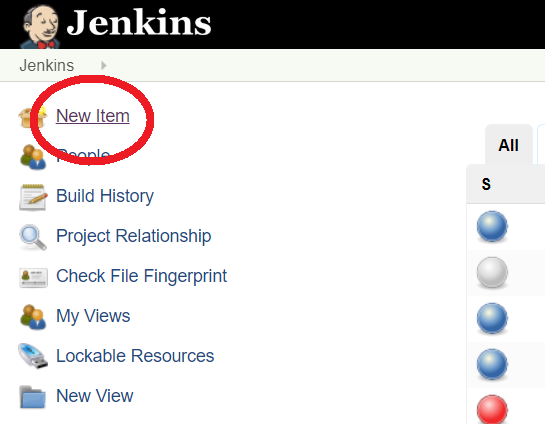 Jenkins
Jenkins
New Item
People
All
Build History
S
Project Relationship
Check File Fingerprint
My Views
Lockable Resources
New View